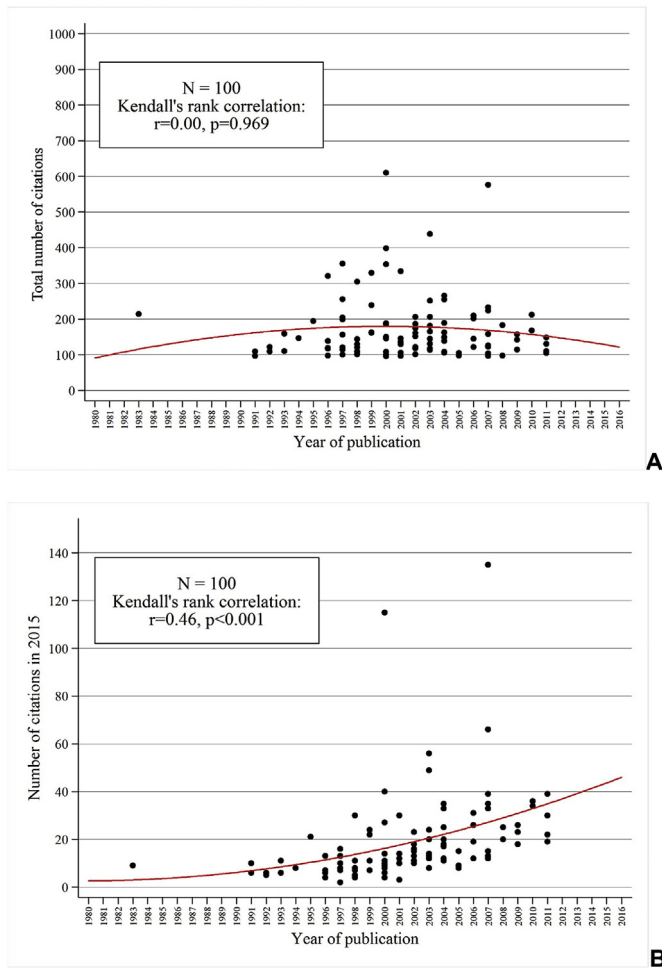 1000
900
800
700
600
500
400
300
200
100
0
Total number of citations
N = 100
Kendall's rank correlation:
r=0.00, p=0.969
1980 1981 1982 1983 1984 1985 1986 1987 1988 1989 1990 1991 1992 1993 1994 1995 1996 1997 1998 1999 2000 2001 2002 2003 2004 2005 2006 2007 2008 2009 2010 2011 2012 2013 2014 2015 2016
Year of publication
A
140
120
100
80
60
40
20
0
Number of citations in 2015
N = 100
Kendall's rank correlation:
r=0.46, p<0.001
1980 1981 1982 1983 1984 1985 1986 1987 1988 1989 1990 1991 1992 1993 1994 1995 1996 1997 1998 1999 2000 2001 2002 2003 2004 2005 2006 2007 2008 2009 2010 2011 2012 2013 2014 2015 2016
Year of publication
B